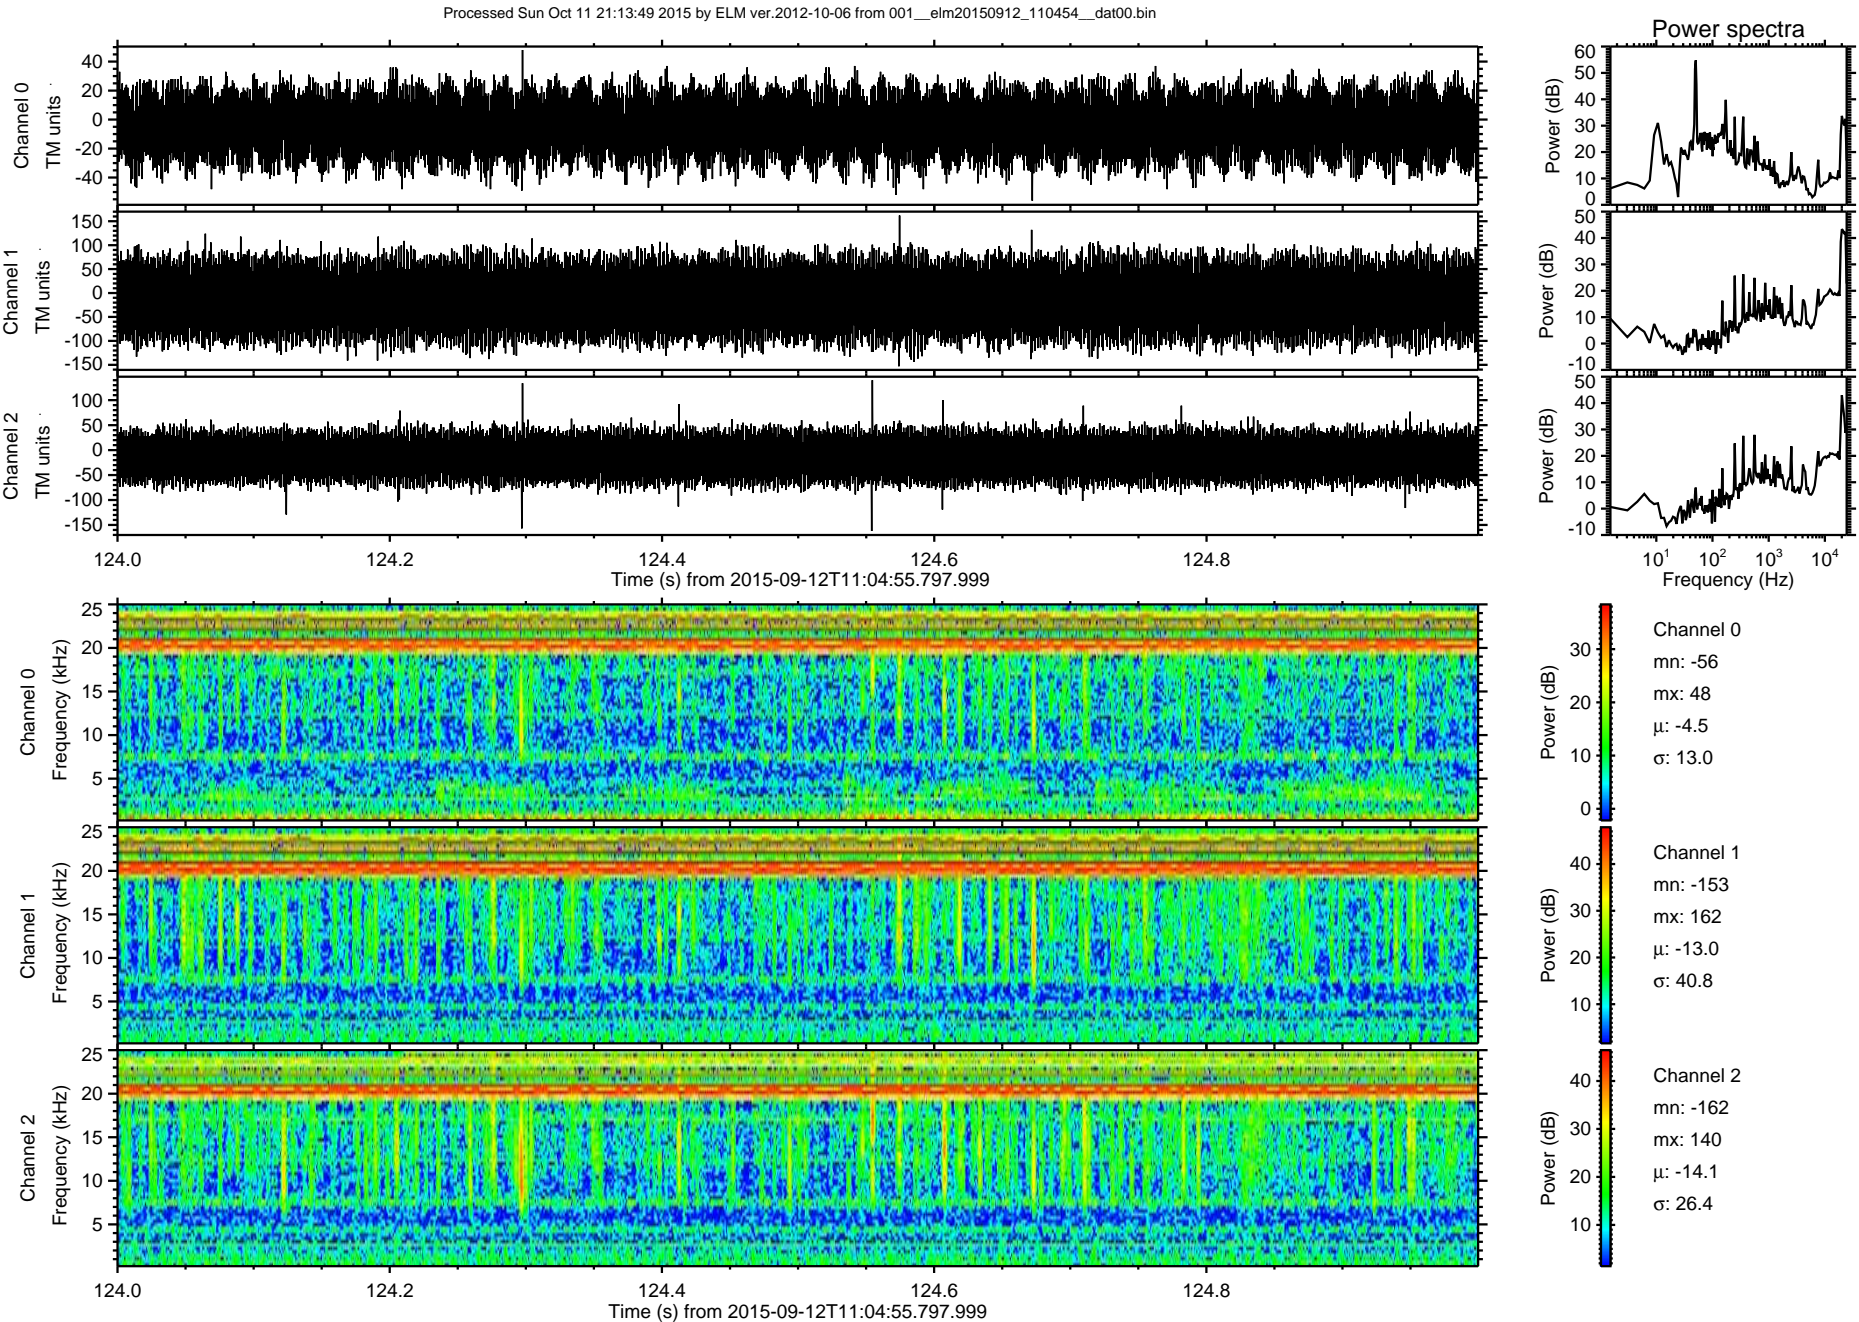 Processed Sun Oct 11 21:13:49 2015 by ELM ver.2012-10-06 from 001__elm20150912_110454__dat00.bin
Power spectra
Channel 0
TM units
40
20
0
-20
-40
Power (dB)
60
50
40
30
20
10
0
Channel 1
TM units
150
100
50
0
-50
-100
-150
Power (dB)
50
40
30
20
10
0
-10
Channel 2
TM units
100
50
0
-50
-100
-150
Power (dB)
50
40
30
20
10
0
-10
124.0 124.2 124.4 124.6 124.8
Time (s) from 2015-09-12T11:04:55.797.999
10¹ 10² 10³ 10⁴
Frequency (Hz)
Channel 0
Frequency (kHz)
25
20
15
10
5
Power (dB)
30
20
10
0
Channel 0
mn: -56
mx: 48
µ: -4.5
σ: 13.0
Channel 1
Frequency (kHz)
25
20
15
10
5
Power (dB)
40
30
20
10
Channel 1
mn: -153
mx: 162
µ: -13.0
σ: 40.8
Channel 2
Frequency (kHz)
25
20
15
10
5
Power (dB)
40
30
20
10
Channel 2
mn: -162
mx: 140
µ: -14.1
σ: 26.4
124.0 124.2 124.4 124.6 124.8
Time (s) from 2015-09-12T11:04:55.797.999